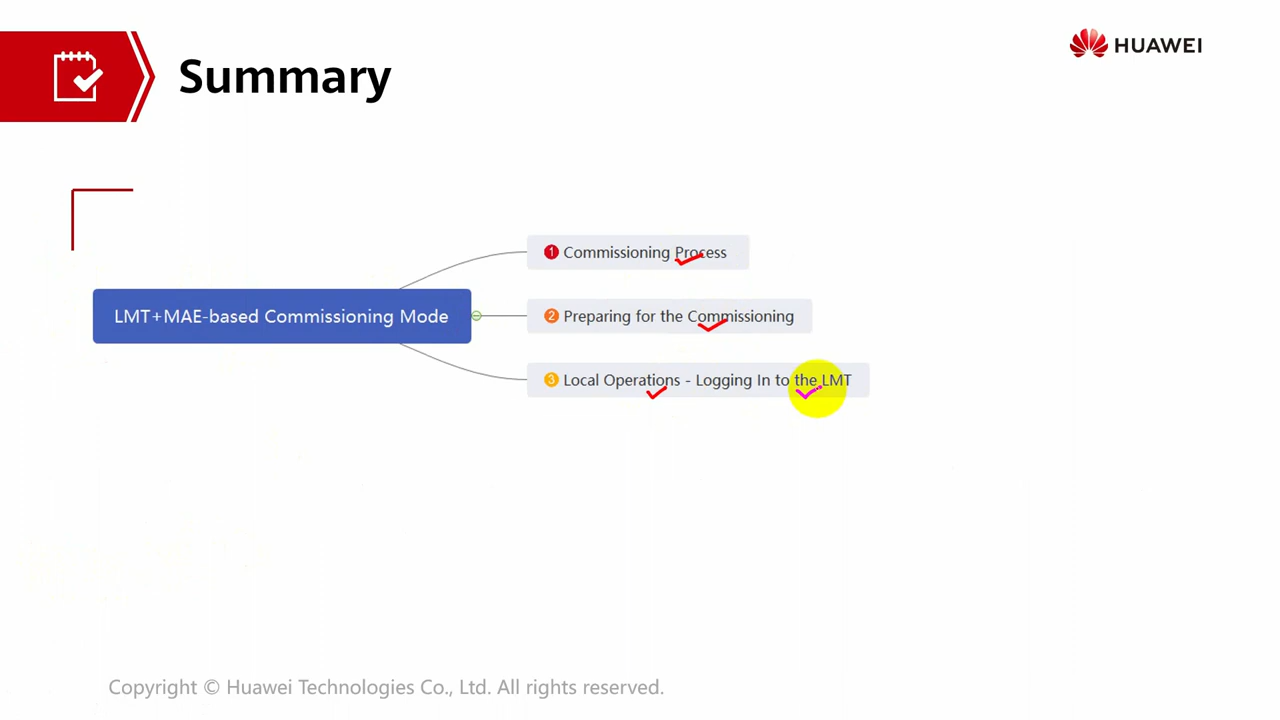 Summary
HUAWEI
1 Commissioning Process
LMT+MAE-based Commissioning Mode
2 Preparing for the Commissioning
3 Local Operations - Logging In to the LMT
Copyright © Huawei Technologies Co., Ltd. All rights reserved.